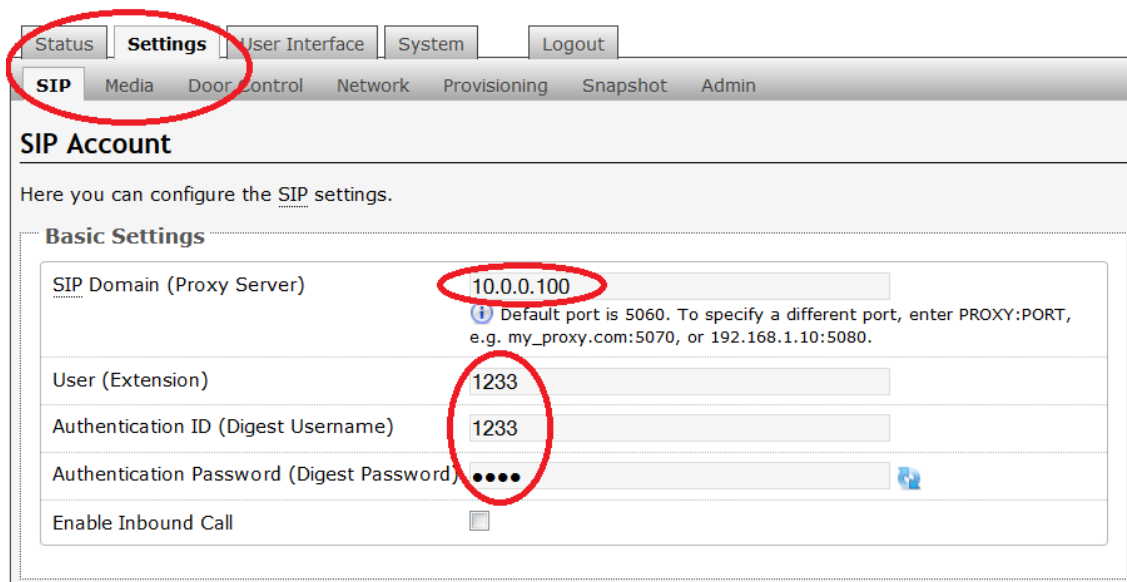 Status Settings User Interface System Logout
SIP Media Door Control Network Provisioning Snapshot Admin
SIP Account
Here you can configure the SIP settings.
Basic Settings
SIP Domain (Proxy Server) 10.0.0.100
Default port is 5060. To specify a different port, enter PROXY:PORT,
e.g. my_proxy.com:5070, or 192.168.1.10:5080.
User (Extension) 1233
Authentication ID (Digest Username) 1233
Authentication Password (Digest Password) ••••
Enable Inbound Call